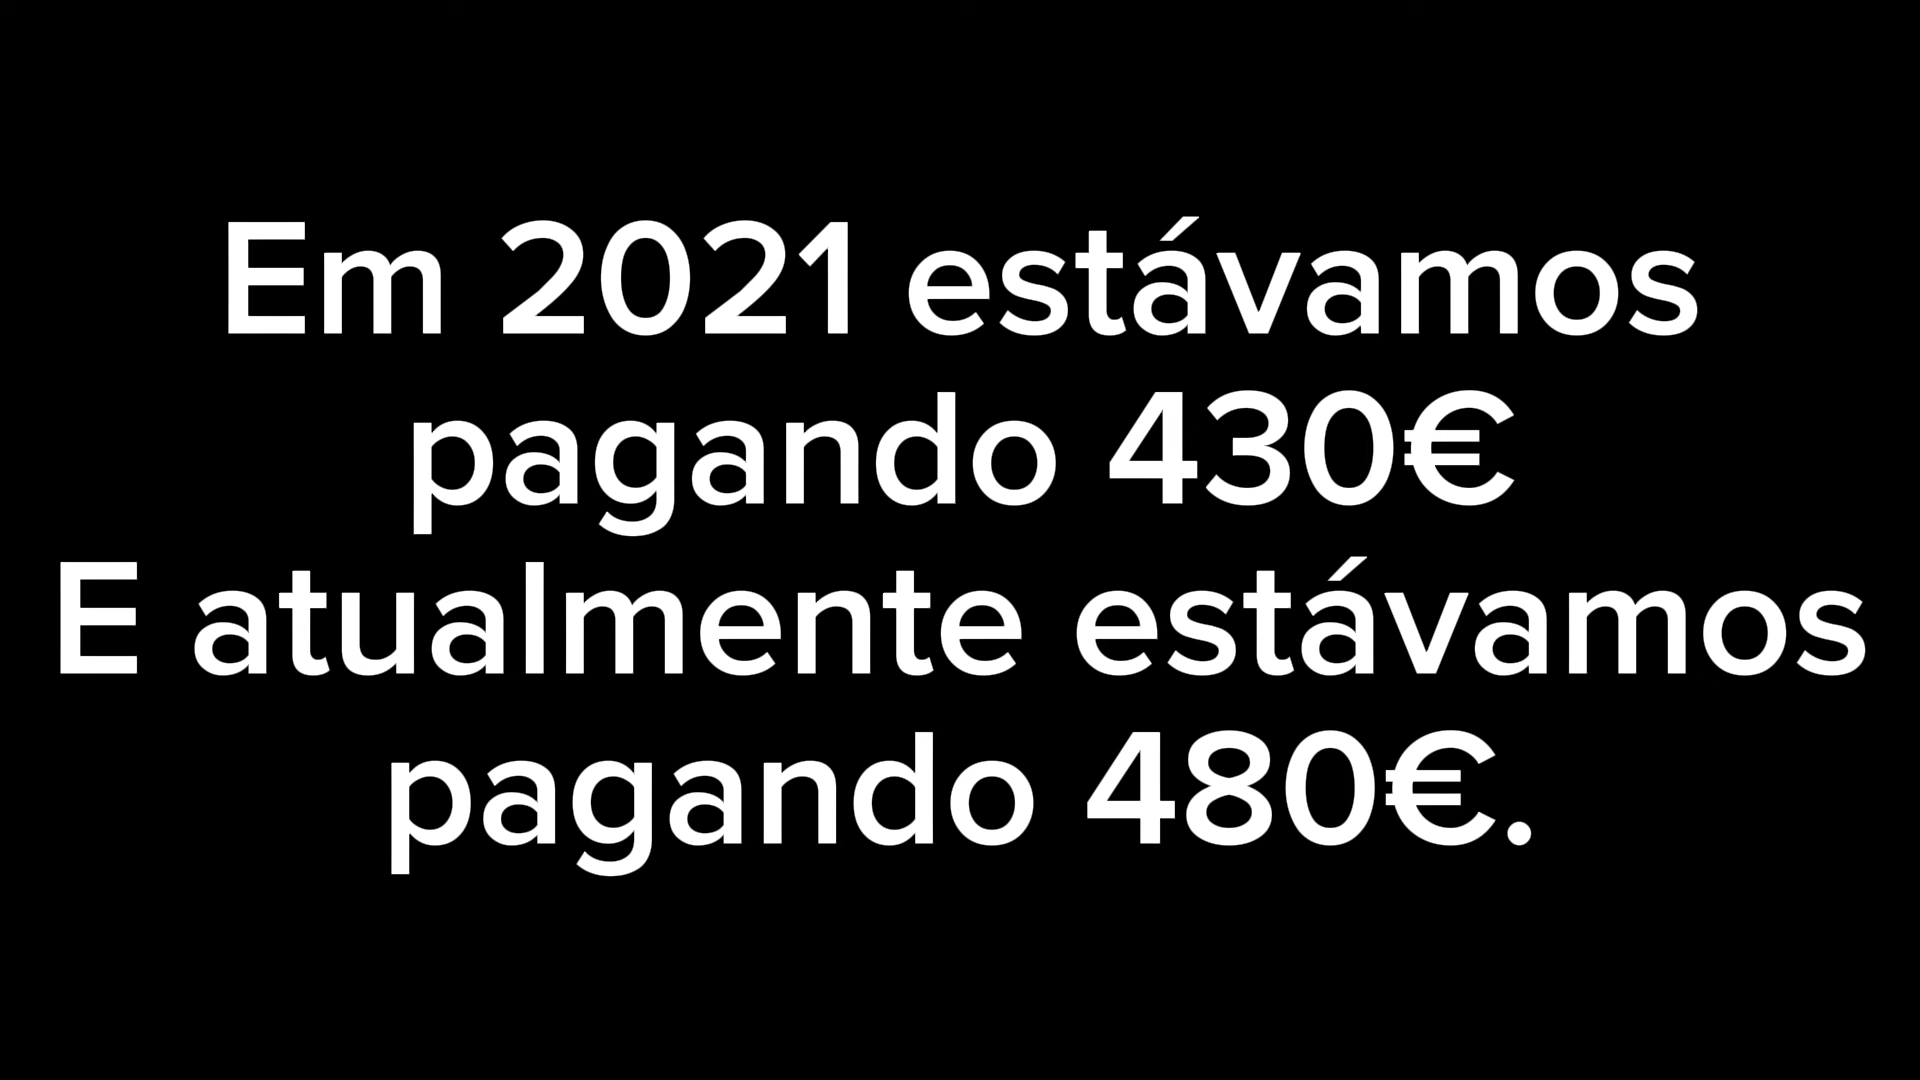 Em 2021 estávamos
pagando 430€
E atualmente estávamos
pagando 480€.